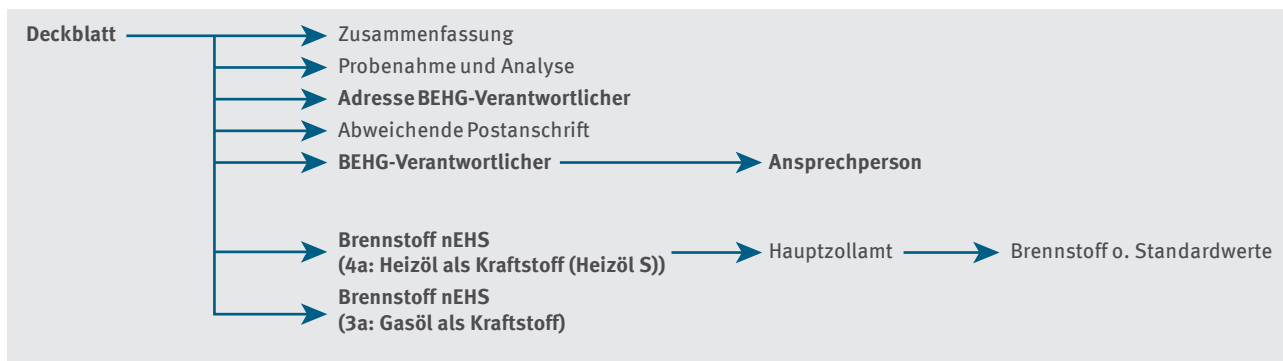 Deckblatt
Zusammenfassung
Probenahme und Analyse
Adresse BEHG-Verantwortlicher
Abweichende Postanschrift
BEHG-Verantwortlicher
Ansprechperson
Brennstoff nEHS
(4a: Heizöl als Kraftstoff (Heizöl S))
Hauptzollamt
Brennstoff o. Standardwerte
Brennstoff nEHS
(3a: Gasöl als Kraftstoff)